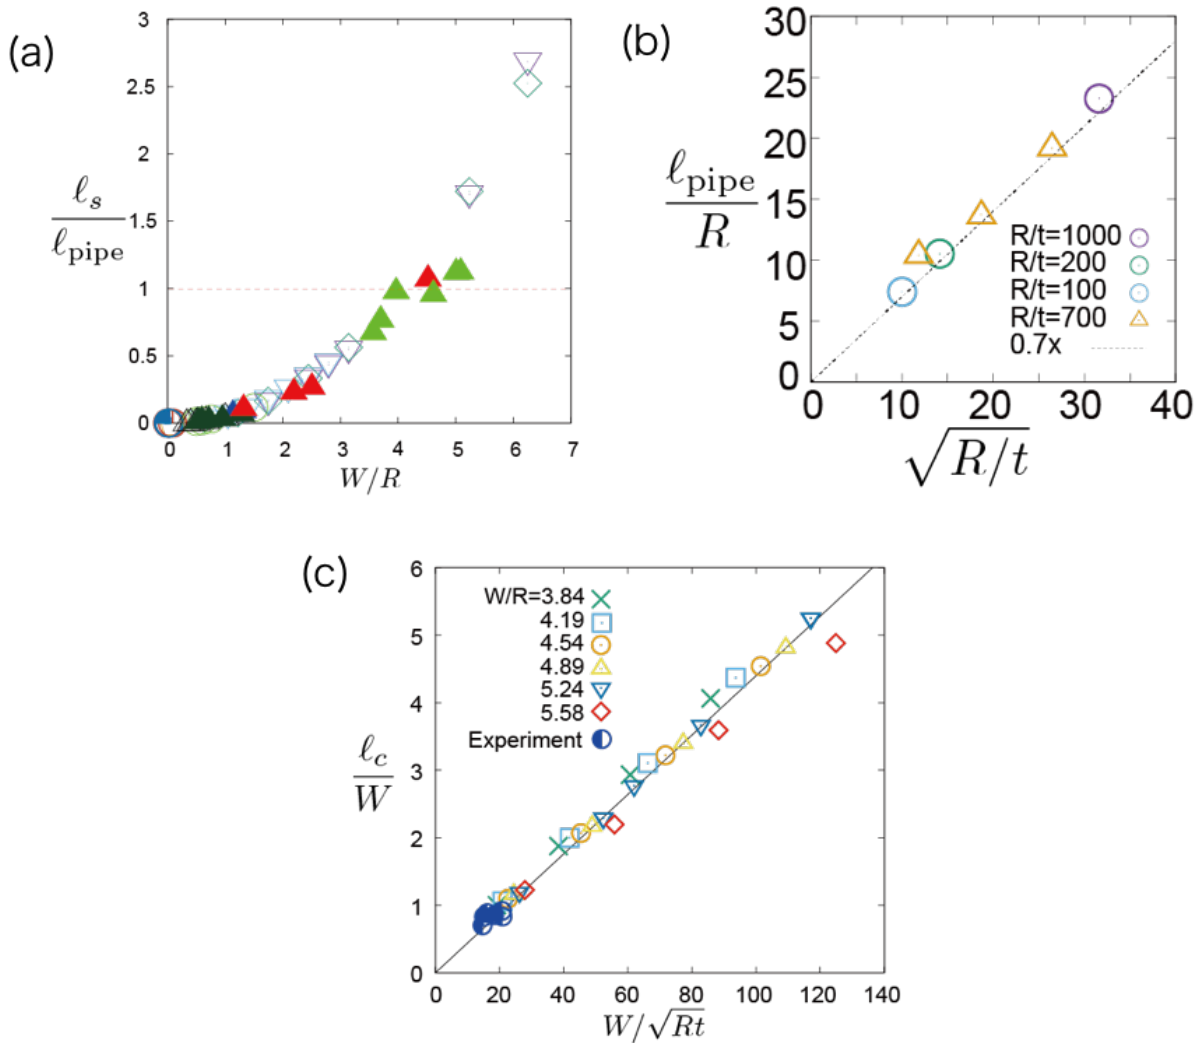 (a)
3
2.5
2
1.5
1
0.5
0
0 1 2 3 4 5 6 7
ℓs
ℓpipe
W/R
(b)
30
25
20
15
10
5
0
0 10 20 30 40
ℓpipe
R
√R/t
R/t=1000
R/t=200
R/t=100
R/t=700
0.7x
(c)
6
5
4
3
2
1
0
0 20 40 60 80 100 120 140
ℓc
W
W/√Rt
W/R=3.84
4.19
4.54
4.89
5.24
5.58
Experiment